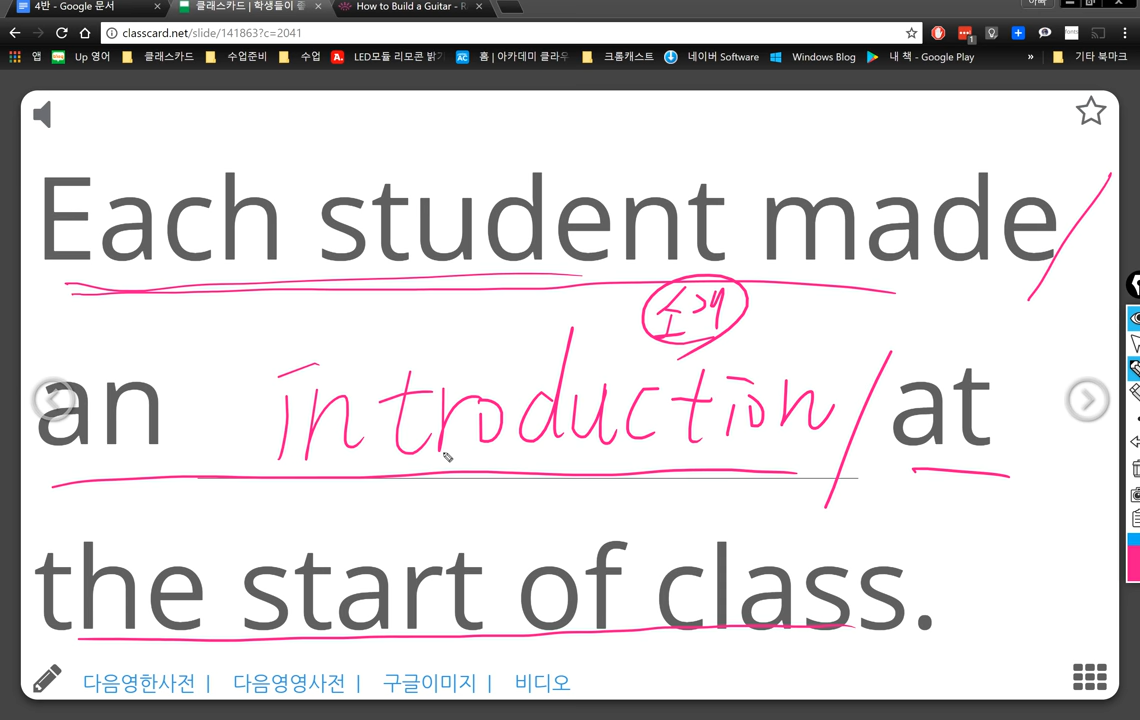 4반 - Google 문서
클래스카드 | 학생들이
How to Build a Guitar - R
아빠
classcard.net/slide/141863?c=2041
앱 Up 영어 클래스카드 수업준비 수업 LED모듈 리모콘 밝기 홈 | 아카데미 클라우 크롬캐스트 네이버 Software Windows Blog 내 책 - Google Play » 기타 북마크
Each student made
소개
an introduction at
the start of class.
다음영한사전 | 다음영영사전 | 구글이미지 | 비디오